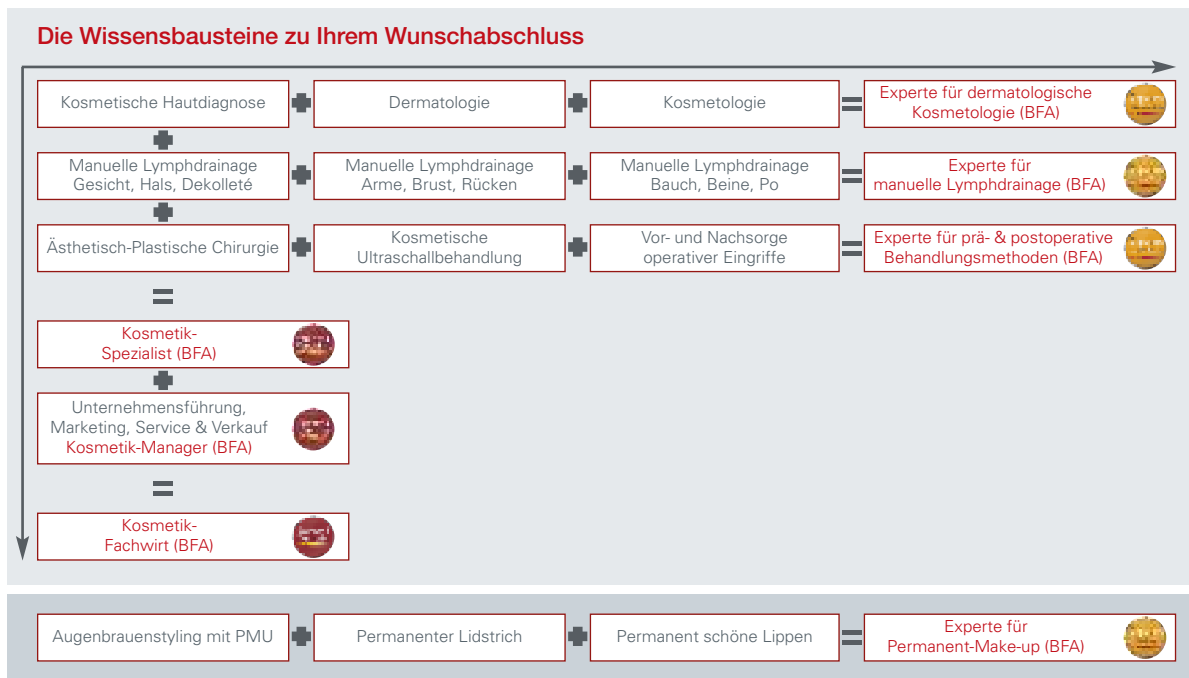 Die Wissensbausteine zu Ihrem Wunschabschluss
Kosmetische Hautdiagnose
Dermatologie
Kosmetologie
Experte für dermatologische
Kosmetologie (BFA)
Manuelle Lymphdrainage
Gesicht, Hals, Dekolleté
Manuelle Lymphdrainage
Arme, Brust, Rücken
Manuelle Lymphdrainage
Bauch, Beine, Po
Experte für
manuelle Lymphdrainage (BFA)
Ästhetisch-Plastische Chirurgie
Kosmetische
Ultraschallbehandlung
Vor- und Nachsorge
operativer Eingriffe
Experte für prä- & postoperative
Behandlungsmethoden (BFA)
Kosmetik-
Spezialist (BFA)
Unternehmensführung,
Marketing, Service & Verkauf
Kosmetik-Manager (BFA)
Kosmetik-
Fachwirt (BFA)
Augenbrauenstyling mit PMU
Permanenter Lidstrich
Permanent schöne Lippen
Experte für
Permanent-Make-up (BFA)